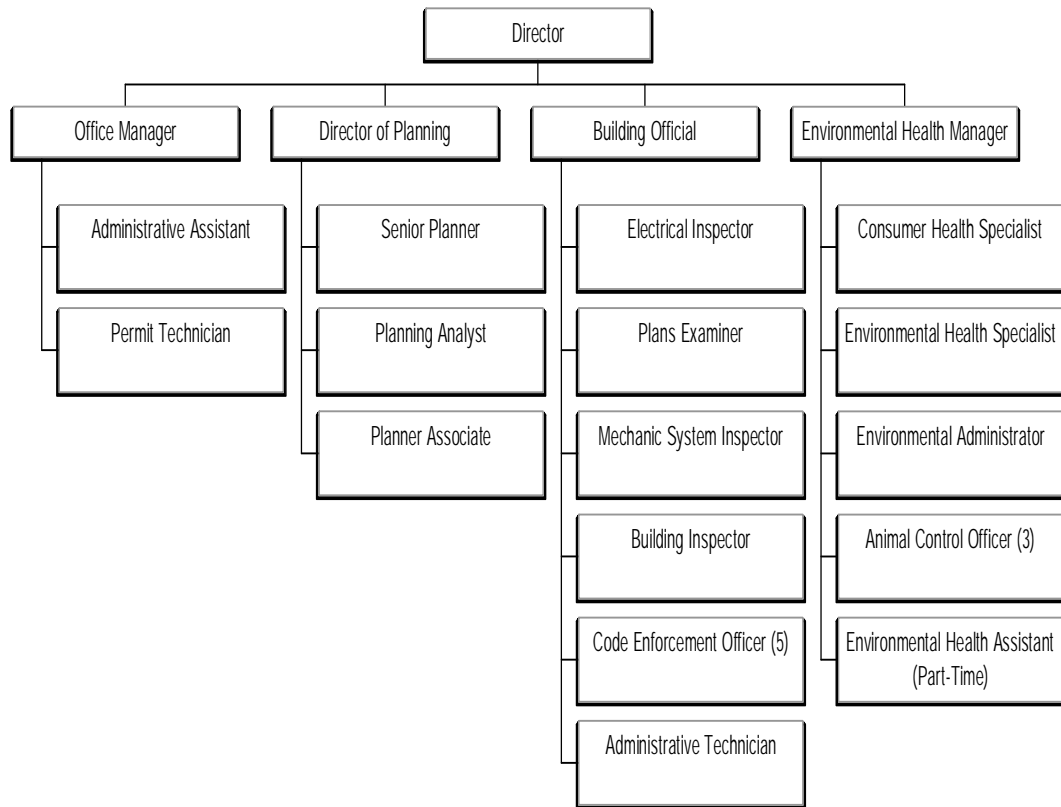 Director
Office Manager
Director of Planning
Building Official
Environmental Health Manager
Administrative Assistant
Permit Technician
Senior Planner
Planning Analyst
Planner Associate
Electrical Inspector
Plans Examiner
Mechanic System Inspector
Building Inspector
Code Enforcement Officer (5)
Administrative Technician
Consumer Health Specialist
Environmental Health Specialist
Environmental Administrator
Animal Control Officer (3)
Environmental Health Assistant
(Part-Time)